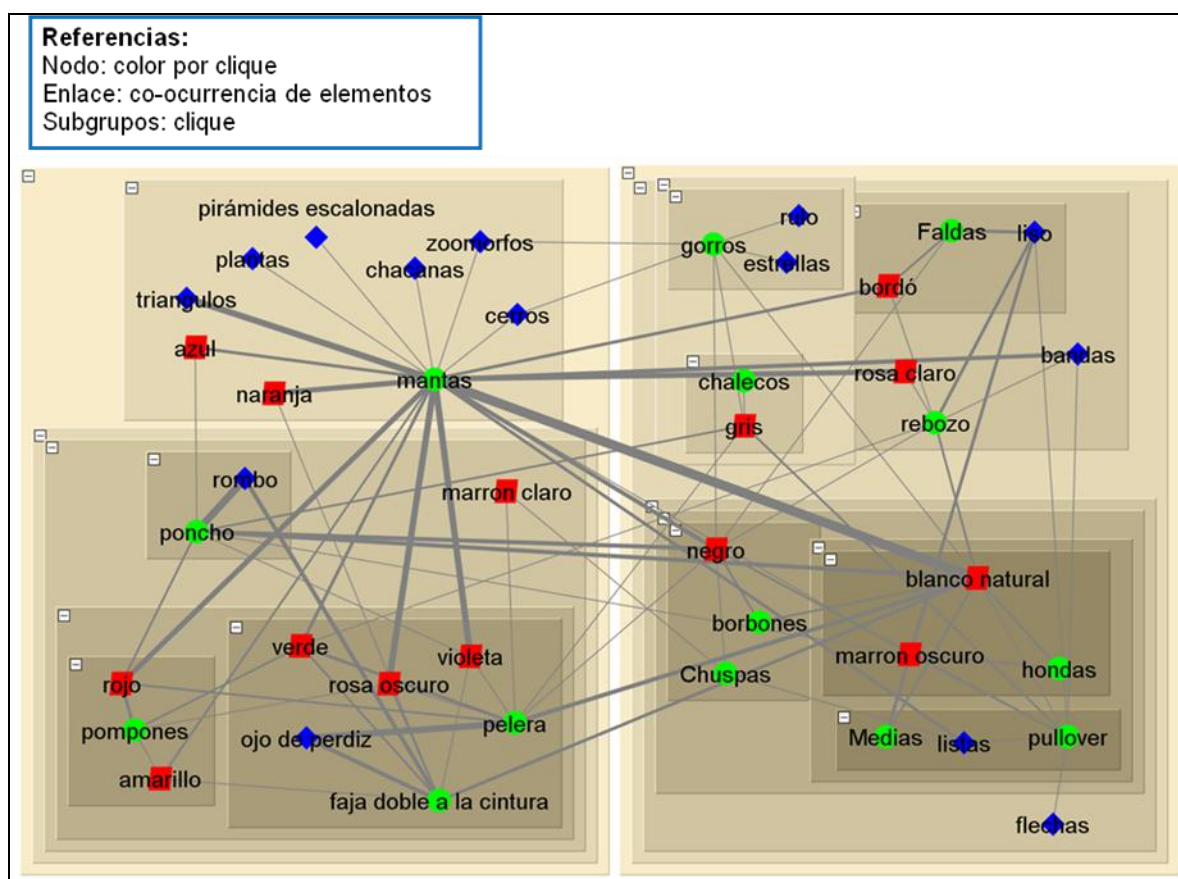 Referencias:
Nodo: color por clique
Enlace: co-ocurrencia de elementos
Subgrupos: clique
pirámides escalonadas
zoomorfos
plantas
chacanas
triangulos
cerros
azul
mantas
naranja
rulo
gorros
estrellas
Faldas
liso
bordó
bandas
chalecos
rosa claro
gris
rebozo
rombo
marron claro
poncho
negro
blanco natural
borbones
verde
violeta
marron oscuro
hondas
rojo
rosa oscuro
Chuspas
pompones
ojo de perdiz
pelera
Medias
listas
pullover
amarillo
faja doble a la cintura
flechas